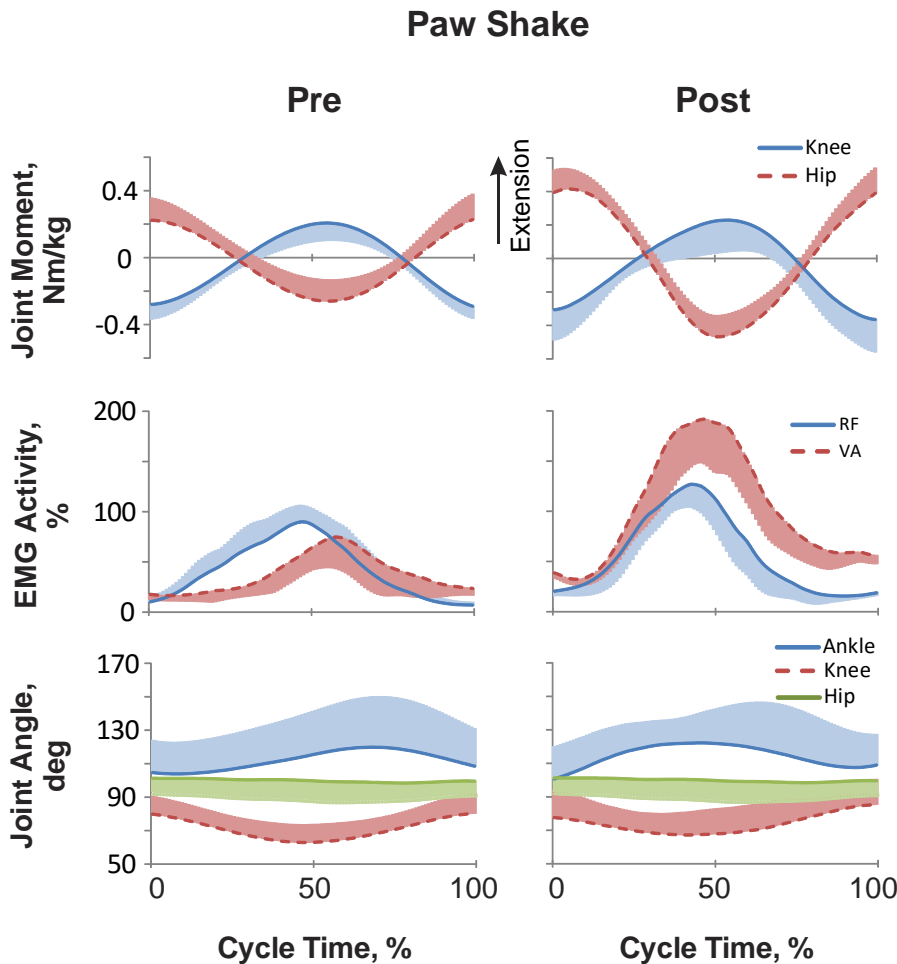 Paw Shake
Pre
Post
Joint Moment,
Nm/kg
0.4
0
-0.4
Extension
Knee
Hip
EMG Activity,
%
200
100
0
RF
VA
Joint Angle,
deg
170
130
90
50
Ankle
Knee
Hip
0
50
100
0
50
100
Cycle Time, %
Cycle Time, %